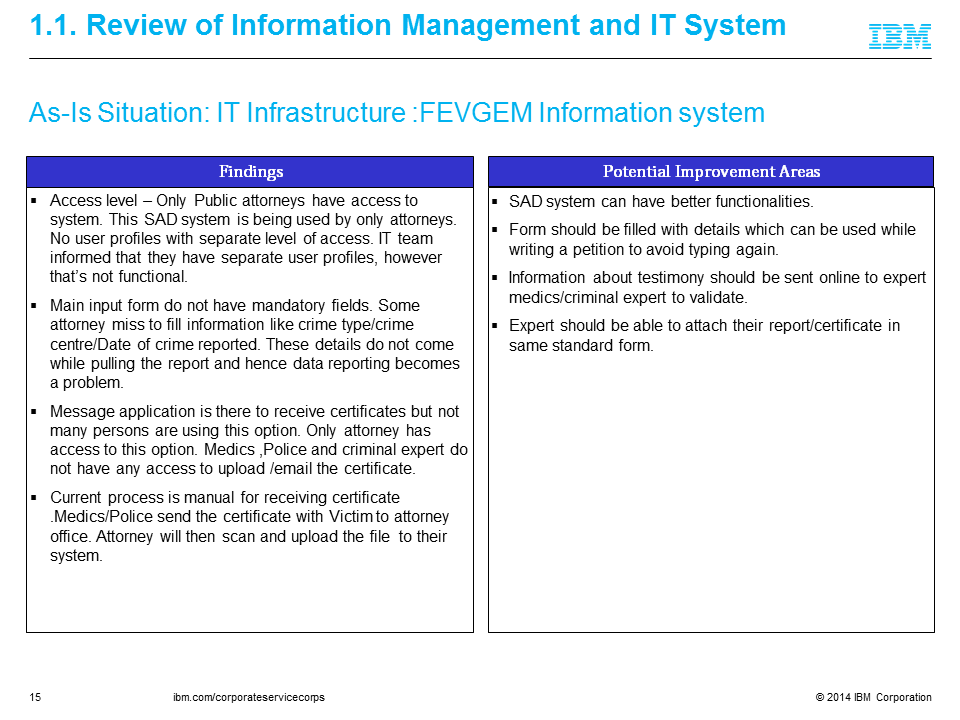 1.1. Review of Information Management and IT System
IBM
As-Is Situation: IT Infrastructure :FEVGEM Information system
Findings
▪ Access level – Only Public attorneys have access to
system. This SAD system is being used by only attorneys.
No user profiles with separate level of access. IT team
informed that they have separate user profiles, however
that’s not functional.
▪ Main input form do not have mandatory fields. Some
attorney miss to fill information like crime type/crime
centre/Date of crime reported. These details do not come
while pulling the report and hence data reporting becomes
a problem.
▪ Message application is there to receive certificates but not
many persons are using this option. Only attorney has
access to this option. Medics ,Police and criminal expert do
not have any access to upload /email the certificate.
▪ Current process is manual for receiving certificate
.Medics/Police send the certificate with Victim to attorney
office. Attorney will then scan and upload the file to their
system.
Potential Improvement Areas
▪ SAD system can have better functionalities.
▪ Form should be filled with details which can be used while
writing a petition to avoid typing again.
▪ Information about testimony should be sent online to expert
medics/criminal expert to validate.
▪ Expert should be able to attach their report/certificate in
same standard form.
15
ibm.com/corporateservicecorps
© 2014 IBM Corporation